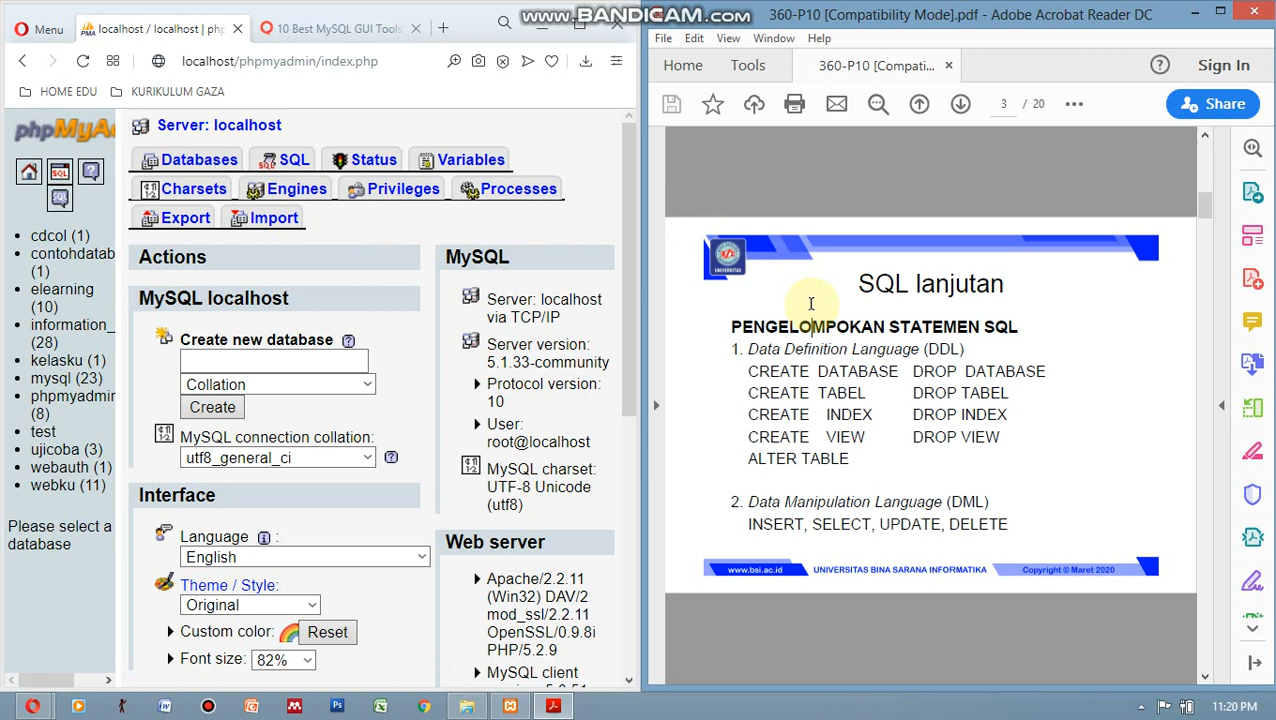 www.BANDICAM.com
Menu
localhost / localhost | php
10 Best MySQL GUI Tools
localhost/phpmyadmin/index.php
HOME EDU
KURIKULUM GAZA
phpMyA
cdcol (1)
contohdatab
(1)
elearning
(10)
information_
(28)
kelasku (1)
mysql (23)
phpmyadmin
(8)
test
ujicoba (3)
webauth (1)
webku (11)
Please select a
database
Server: localhost
Databases
SQL
Status
Variables
Charsets
Engines
Privileges
Processes
Export
Import
Actions
MySQL localhost
Create new database
Collation
Create
MySQL connection collation:
utf8_general_ci
Interface
Language :
English
Theme / Style:
Original
Custom color:
Reset
Font size:
82%
MySQL
Server: localhost
via TCP/IP
Server version:
5.1.33-community
Protocol version:
10
User:
root@localhost
MySQL charset:
UTF-8 Unicode
(utf8)
Web server
Apache/2.2.11
(Win32) DAV/2
mod_ssl/2.2.11
OpenSSL/0.9.8i
PHP/5.2.9
MySQL client
360-P10 [Compatibility Mode].pdf - Adobe Acrobat Reader DC
File Edit View Window Help
Home
Tools
360-P10 [Compati...
Sign In
3 / 20
Share
UNIVERSITAS
SQL lanjutan
PENGELOMPOKAN STATEMEN SQL
1. Data Definition Language (DDL)
CREATE DATABASE DROP DATABASE
CREATE TABEL DROP TABEL
CREATE INDEX DROP INDEX
CREATE VIEW DROP VIEW
ALTER TABLE
2. Data Manipulation Language (DML)
INSERT, SELECT, UPDATE, DELETE
www.bsi.ac.id
UNIVERSITAS BINA SARANA INFORMATIKA
Copyright © Maret 2020
11:20 PM